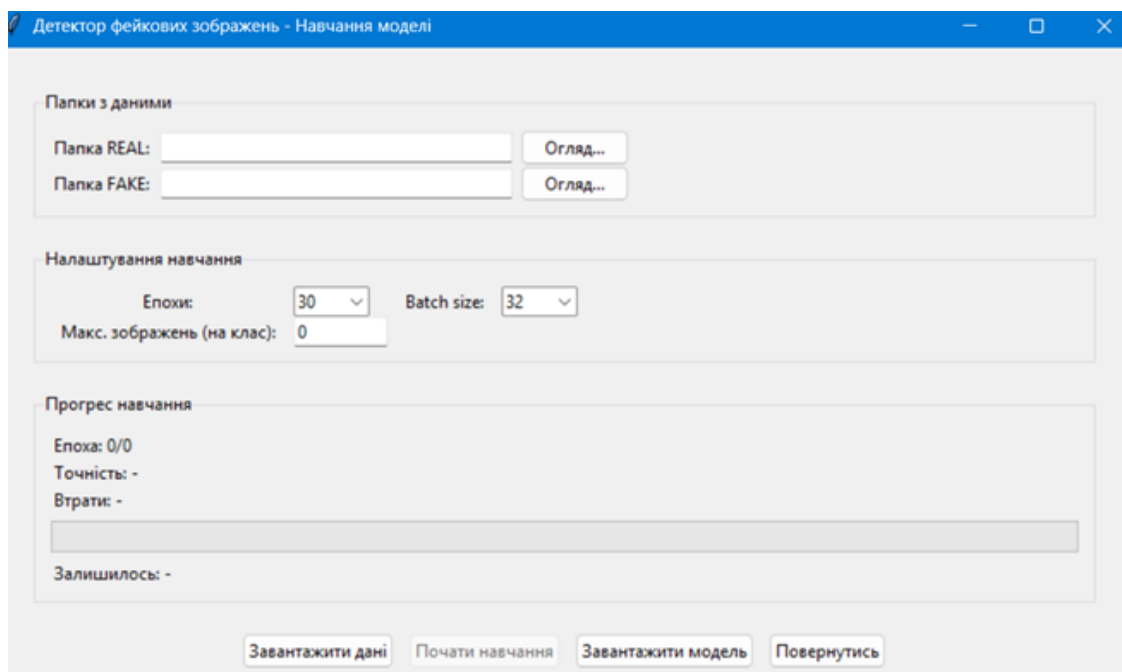 Детектор фейкових зображень - Навчання моделі
Папки з даними
Папка REAL: Огляд...
Папка FAKE: Огляд...
Налаштування навчання
Епохи: 30 Batch size: 32
Макс. зображень (на клас): 0
Прогрес навчання
Епоха: 0/0
Точність: -
Втрати: -
Залишилось: -
Завантажити дані Почати навчання Завантажити модель Повернутись